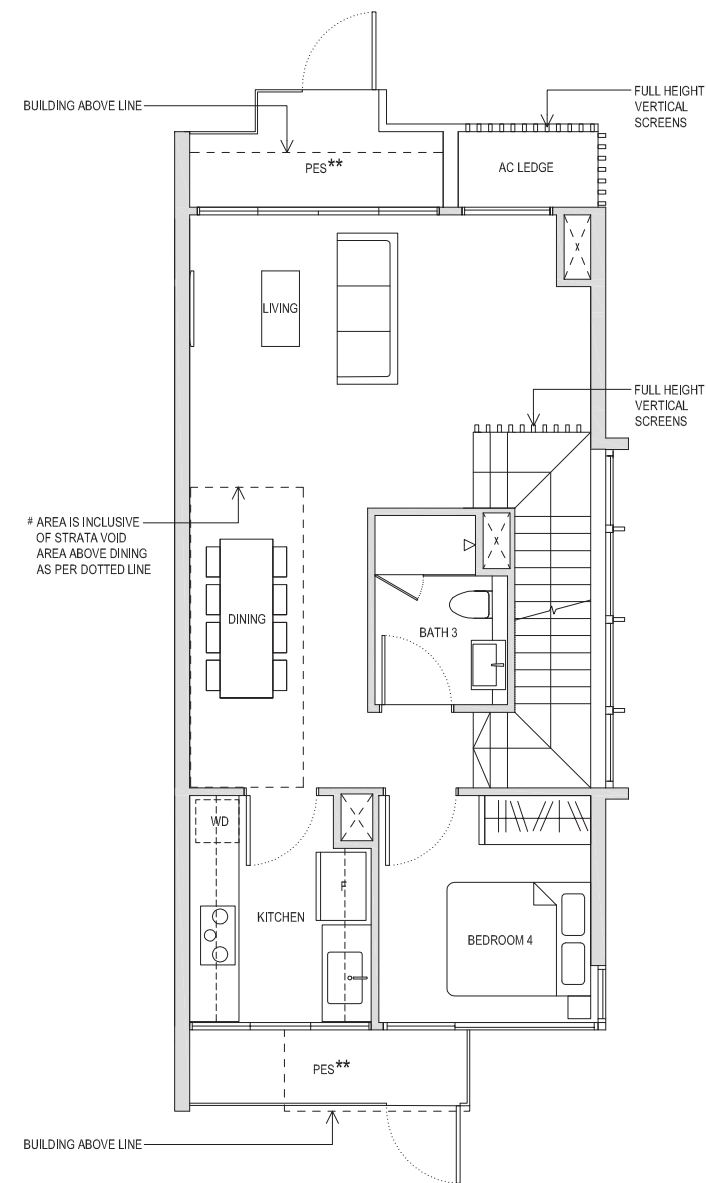 BUILDING ABOVE LINE
FULL HEIGHT
VERTICAL
SCREENS
PES**
AC LEDGE
X
LIVING
FULL HEIGHT
VERTICAL
SCREENS
# AREA IS INCLUSIVE
OF STRATA VOID
AREA ABOVE DINING
AS PER DOTTED LINE
X
DINING
BATH 3
WD
F
KITCHEN
BEDROOM 4
PES**
BUILDING ABOVE LINE